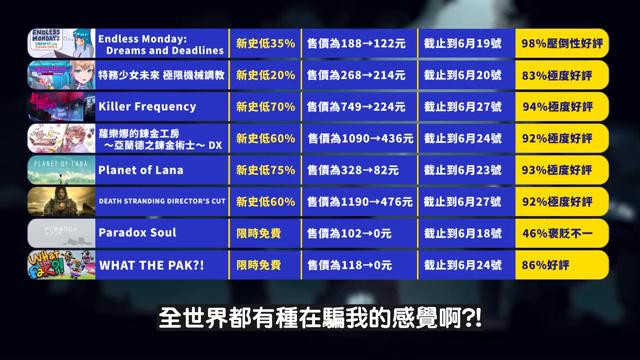 Endless Monday:
Dreams and Deadlines
新史低35%
售價為188→122元
截止到6月19號
98%壓倒性好評
特務少女未來 極限機械調教
新史低20%
售價為268→214元
截止到6月20號
83%極度好評
Killer Frequency
新史低70%
售價為749→224元
截止到6月27號
94%極度好評
蘿樂娜的鍊金工房
～亞蘭德之鍊金術士～ DX
新史低60%
售價為1090→436元
截止到6月24號
92%極度好評
PLANET OF LANA
Planet of Lana
新史低75%
售價為328→82元
截止到6月23號
93%極度好評
DEATH STRANDING DIRECTOR'S CUT
新史低60%
售價為1190→476元
截止到6月27號
92%極度好評
Paradox Soul
限時免費
售價為102→0元
截止到6月18號
46%褒貶不一
WHAT THE PAK?!
限時免費
售價為118→0元
截止到6月24號
86%好評
全世界都有種在騙我的感覺啊?!